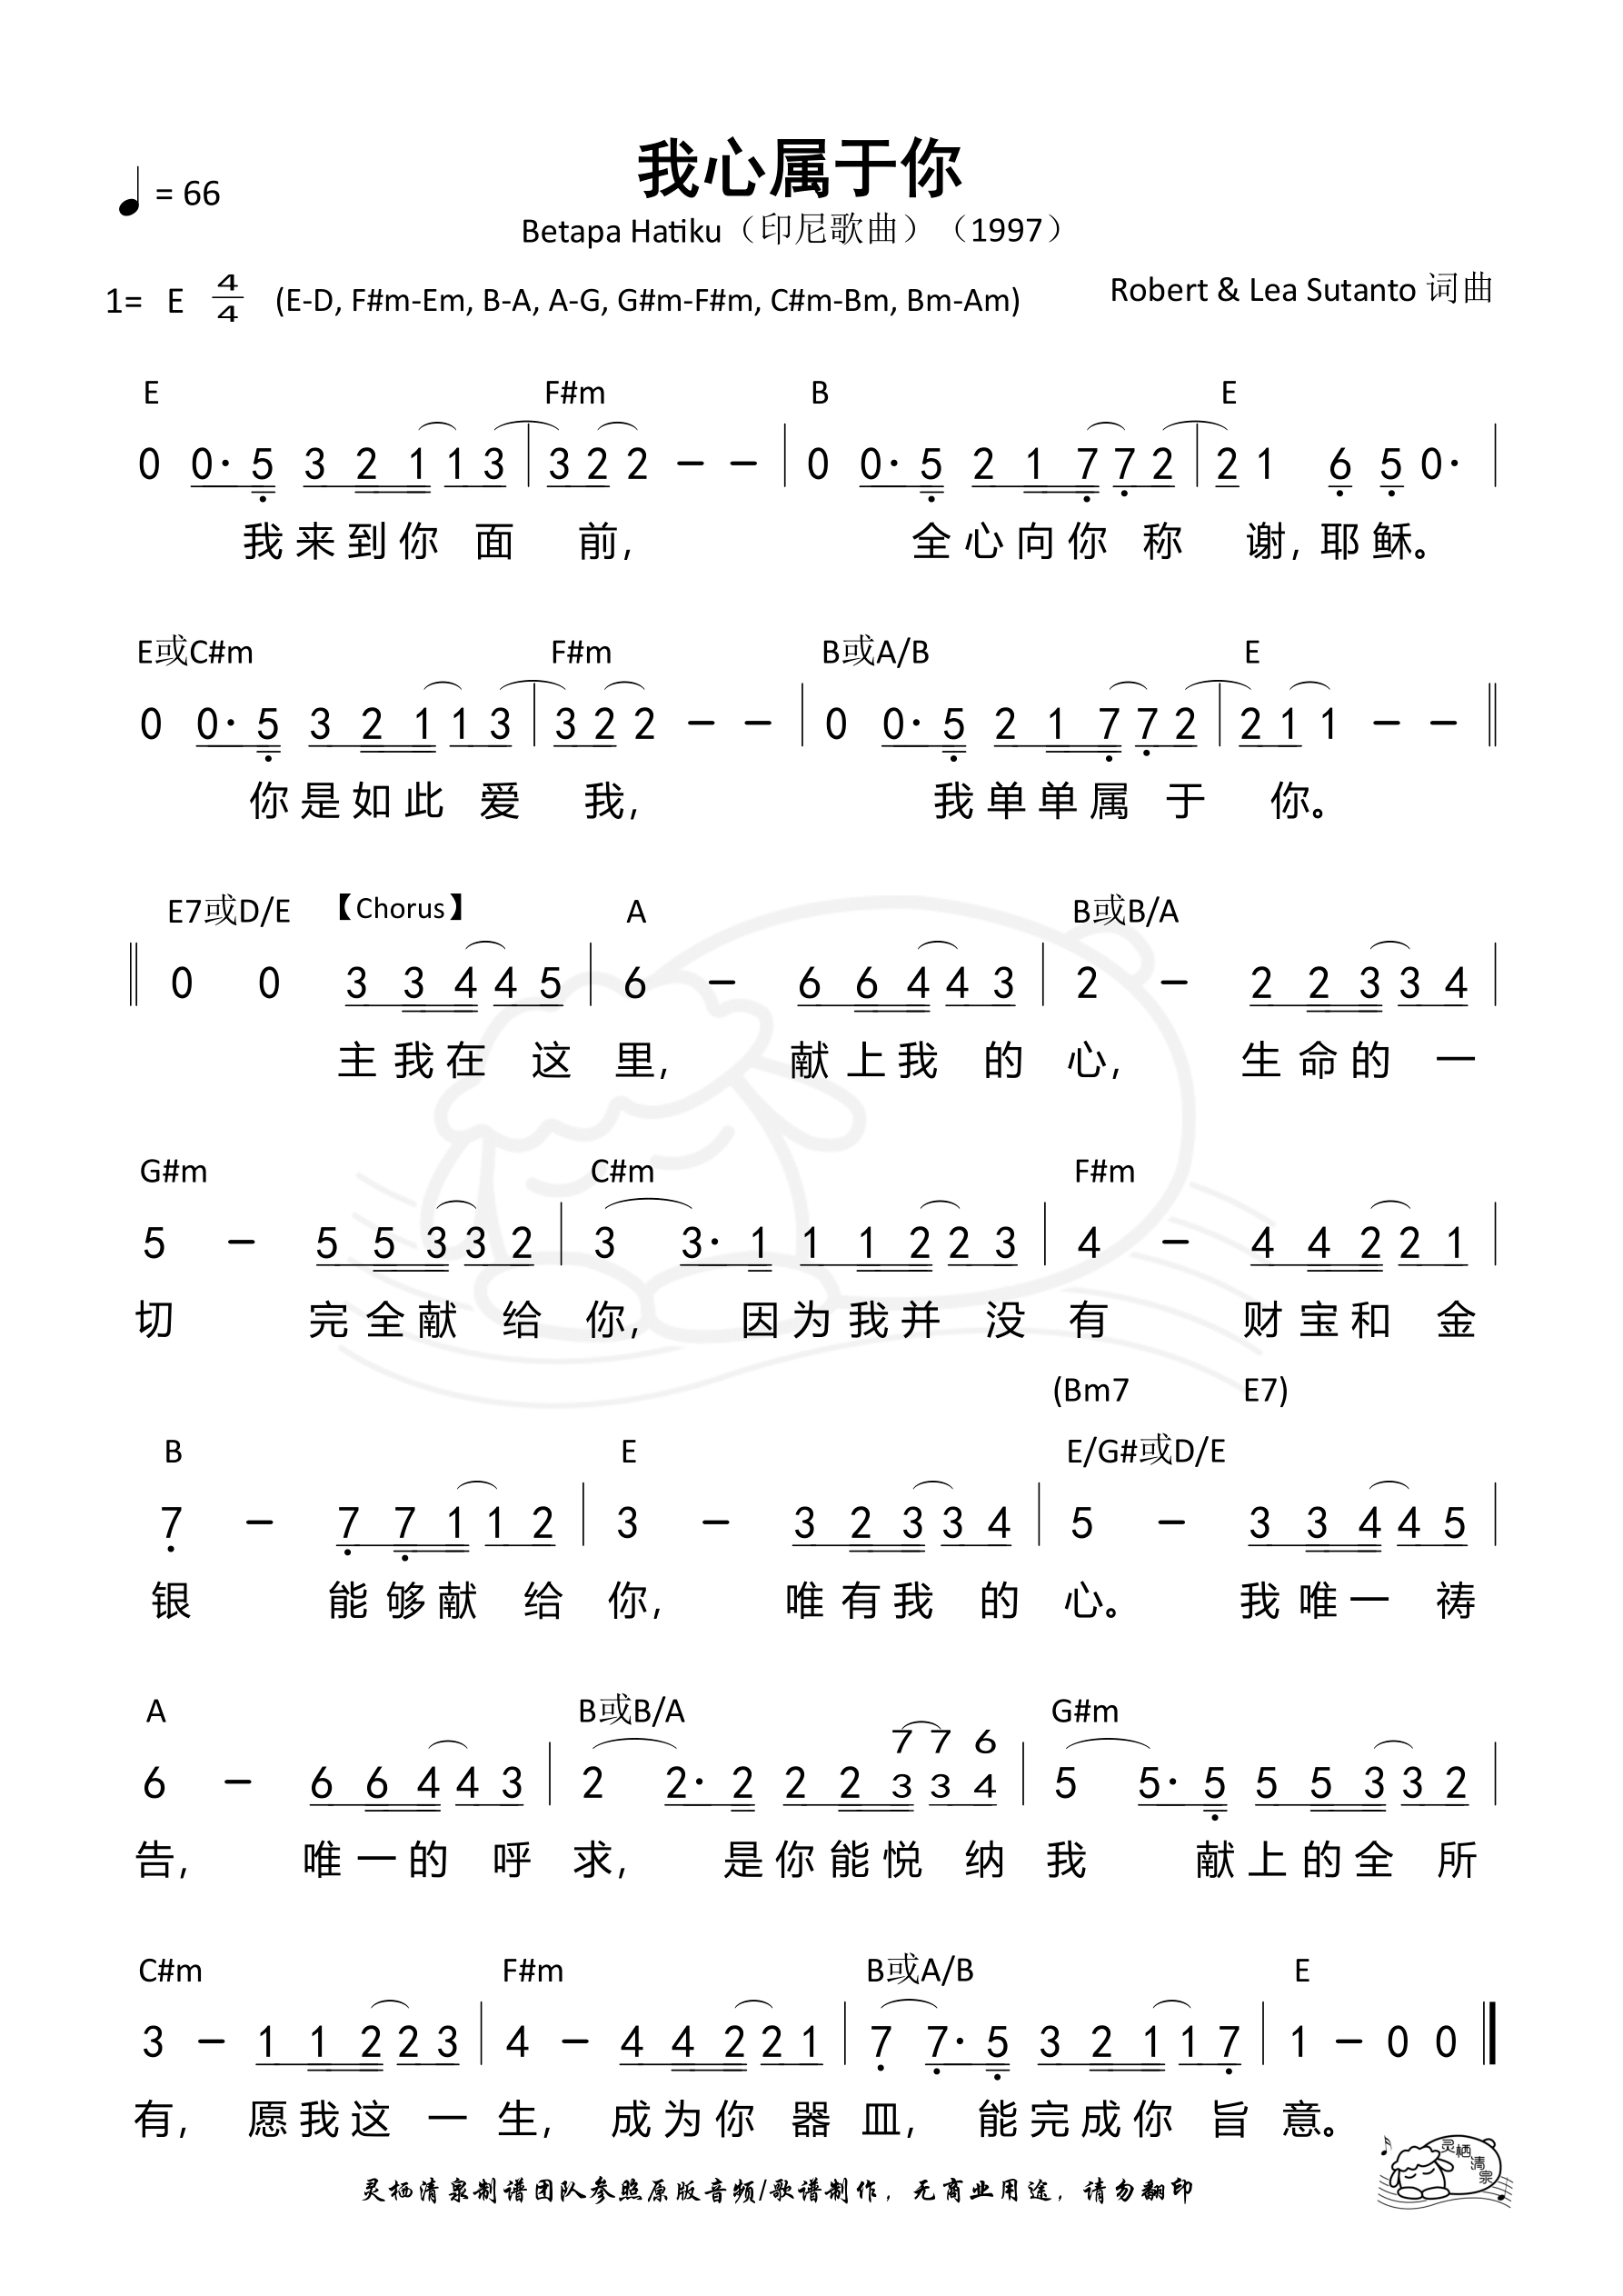 我心属于你
♩ = 66
Betapa Hatiku（印尼歌曲）（1997）
1= E 4/4 (E-D, F#m-Em, B-A, A-G, G#m-F#m, C#m-Bm, Bm-Am) Robert & Lea Sutanto 词曲
E F#m B E
0 0· 5 3 2 1 1 3 | 3 2 2 – – | 0 0· 5 2 1 7 7 2 | 2 1 6 5 0· |
我来到你 面 前, 全心向你 称 谢, 耶稣。
E或C#m F#m B或A/B E
0 0· 5 3 2 1 1 3 | 3 2 2 – – | 0 0· 5 2 1 7 7 2 | 2 1 1 – – ‖
你是如此 爱 我, 我单单属 于 你。
E7或D/E 【Chorus】 A B或B/A
‖ 0 0 3 3 4 4 5 | 6 – 6 6 4 4 3 | 2 – 2 2 3 3 4 |
主我在 这 里, 献上我 的 心, 生命的 一
G#m C#m F#m
5 – 5 5 3 3 2 | 3 3· 1 1 1 2 2 3 | 4 – 4 4 2 2 1 |
切 完全献 给 你, 因为我并 没 有 财宝和 金
(Bm7 E7)
B E E/G#或D/E
7 – 7 7 1 1 2 | 3 – 3 2 3 3 4 | 5 – 3 3 4 4 5 |
银 能够献 给 你, 唯有我 的 心。 我唯一 祷
A B或B/A G#m
7 7 6
6 – 6 6 4 4 3 | 2 2· 2 2 2 3 3 4 | 5 5· 5 5 5 3 3 2 |
告, 唯一的 呼 求, 是你能悦 纳 我 献上的全 所
C#m F#m B或A/B E
3 – 1 1 2 2 3 | 4 – 4 4 2 2 1 | 7 7· 5 3 2 1 1 7 | 1 – 0 0 ‖
有, 愿我这 一 生, 成为你 器 皿, 能完成你 旨 意。
灵栖清泉制谱团队参照原版音频/歌谱制作，无商业用途，请勿翻印
灵栖清泉